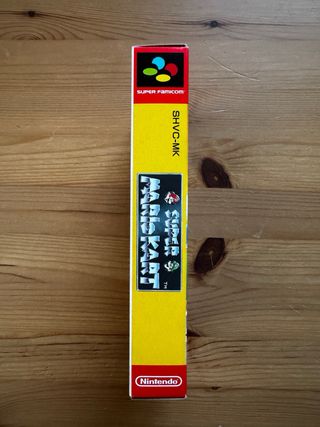 SUPER FAMICOM
SHVC-MK
SUPER
MARIO KART
TM
Nintendo